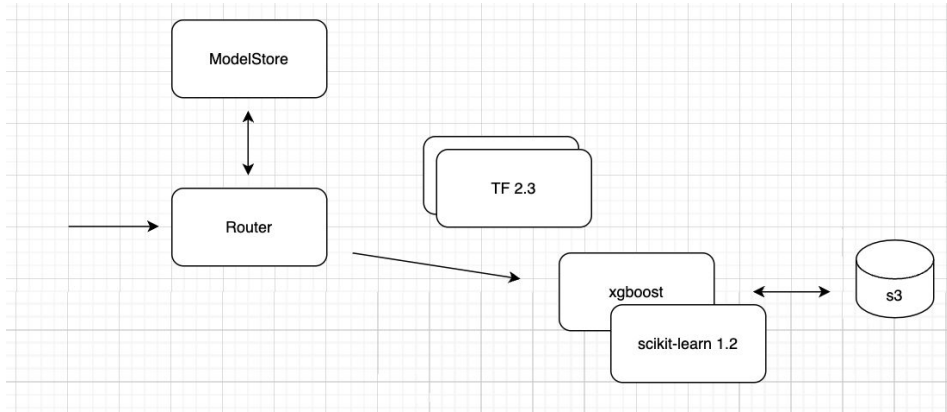 ModelStore
Router
TF 2.3
xgboost
s3
scikit-learn 1.2